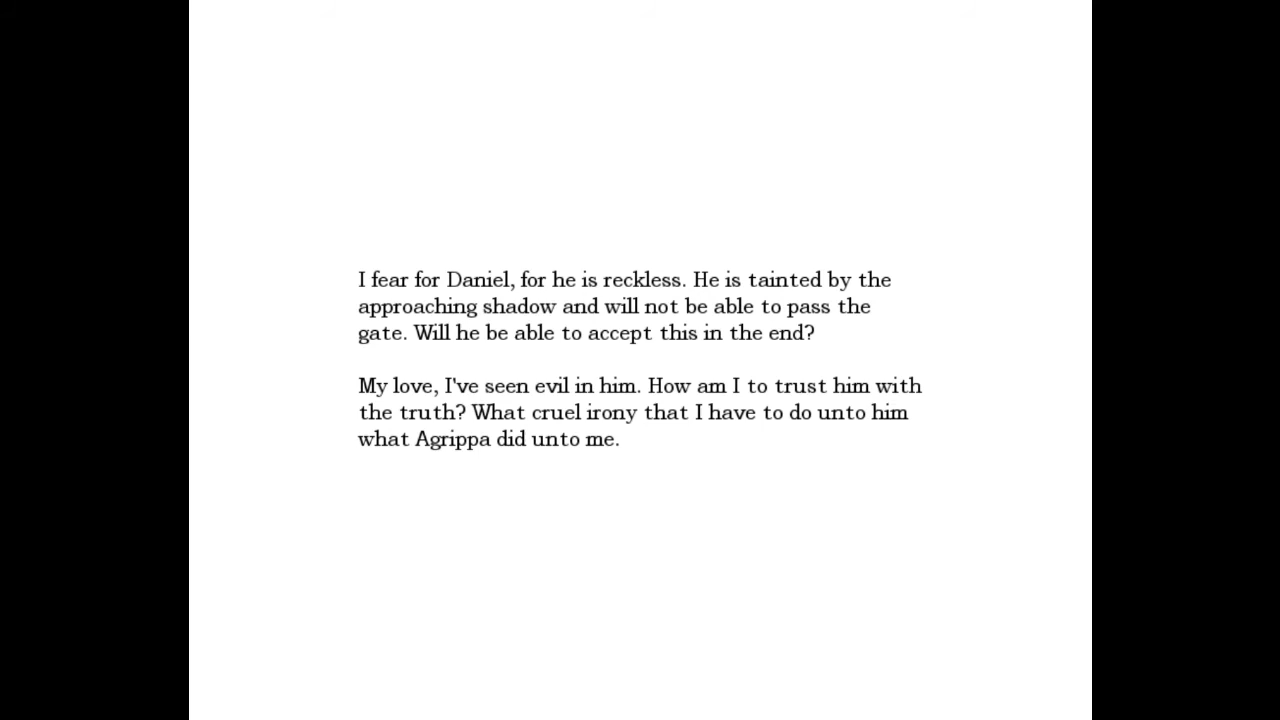 I fear for Daniel, for he is reckless. He is tainted by the
approaching shadow and will not be able to pass the
gate. Will he be able to accept this in the end?
My love, I've seen evil in him. How am I to trust him with
the truth? What cruel irony that I have to do unto him
what Agrippa did unto me.